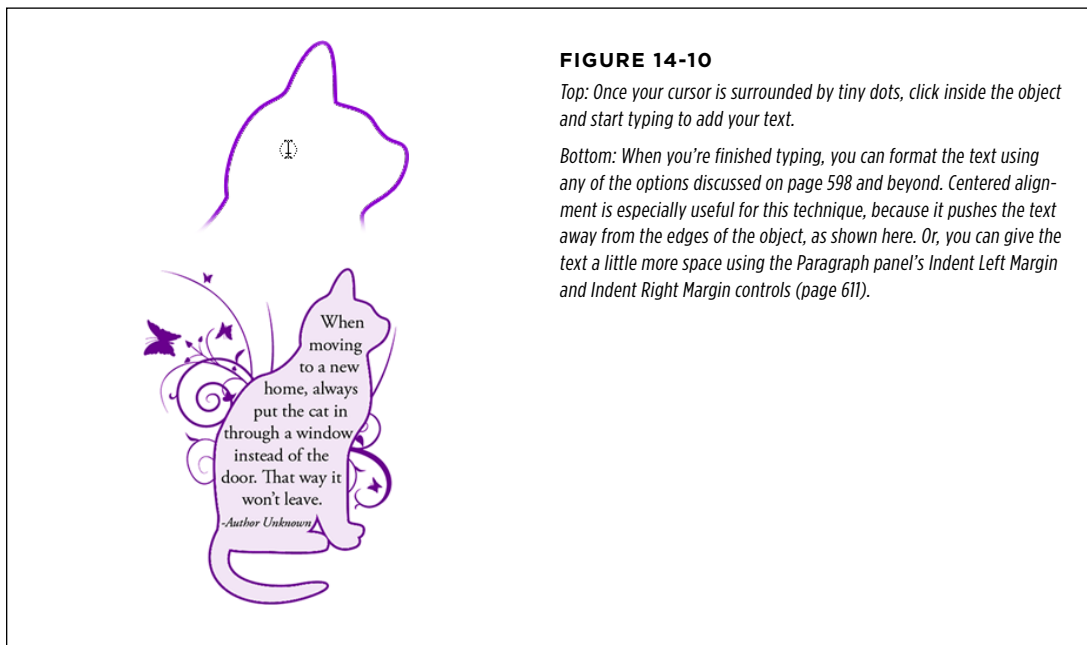 FIGURE 14-10
Top: Once your cursor is surrounded by tiny dots, click inside the object
and start typing to add your text.
Bottom: When you’re finished typing, you can format the text using
any of the options discussed on page 598 and beyond. Centered align-
ment is especially useful for this technique, because it pushes the text
away from the edges of the object, as shown here. Or, you can give the
text a little more space using the Paragraph panel’s Indent Left Margin
and Indent Right Margin controls (page 611).
When
moving
to a new
home, always
put the cat in
through a window
instead of the
door. That way it
won’t leave.
-Author Unknown